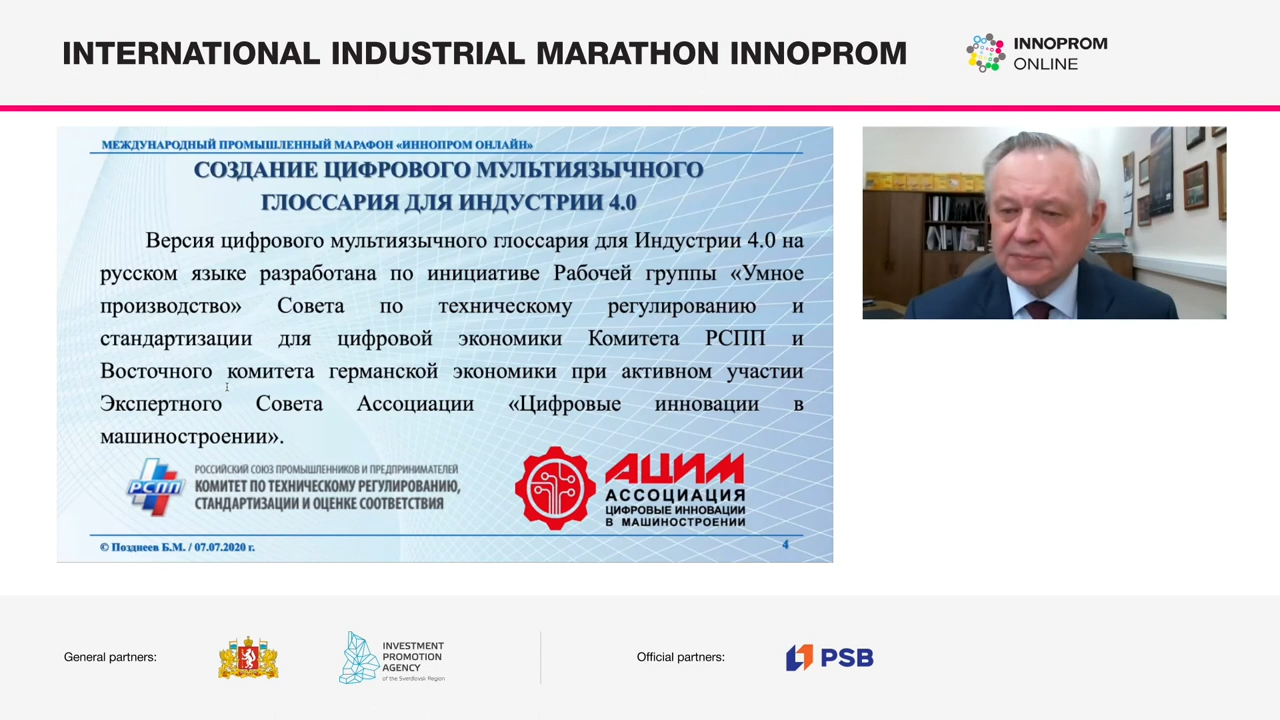 INTERNATIONAL INDUSTRIAL MARATHON INNOPROM
INNOPROM
ONLINE
МЕЖДУНАРОДНЫЙ ПРОМЫШЛЕННЫЙ МАРАФОН «ИННОПРОМ ОНЛАЙН»
СОЗДАНИЕ ЦИФРОВОГО МУЛЬТИЯЗЫЧНОГО
ГЛОССАРИЯ ДЛЯ ИНДУСТРИИ 4.0
Версия цифрового мультиязычного глоссария для Индустрии 4.0 на
русском языке разработана по инициативе Рабочей группы «Умное
производство» Совета по техническому регулированию и
стандартизации для цифровой экономики Комитета РСПП и
Восточного комитета германской экономики при активном участии
Экспертного Совета Ассоциации «Цифровые инновации в
машиностроении».
РСПП
РОССИЙСКИЙ СОЮЗ ПРОМЫШЛЕННИКОВ И ПРЕДПРИНИМАТЕЛЕЙ
КОМИТЕТ ПО ТЕХНИЧЕСКОМУ РЕГУЛИРОВАНИЮ,
СТАНДАРТИЗАЦИИ И ОЦЕНКЕ СООТВЕТСТВИЯ
АЦИМ
АССОЦИАЦИЯ
ЦИФРОВЫЕ ИННОВАЦИИ
В МАШИНОСТРОЕНИИ
© Позднеев Б.М. / 07.07.2020 г.
4
General partners:
INVESTMENT
PROMOTION
AGENCY
of the Sverdlovsk Region
Official partners:
PSB